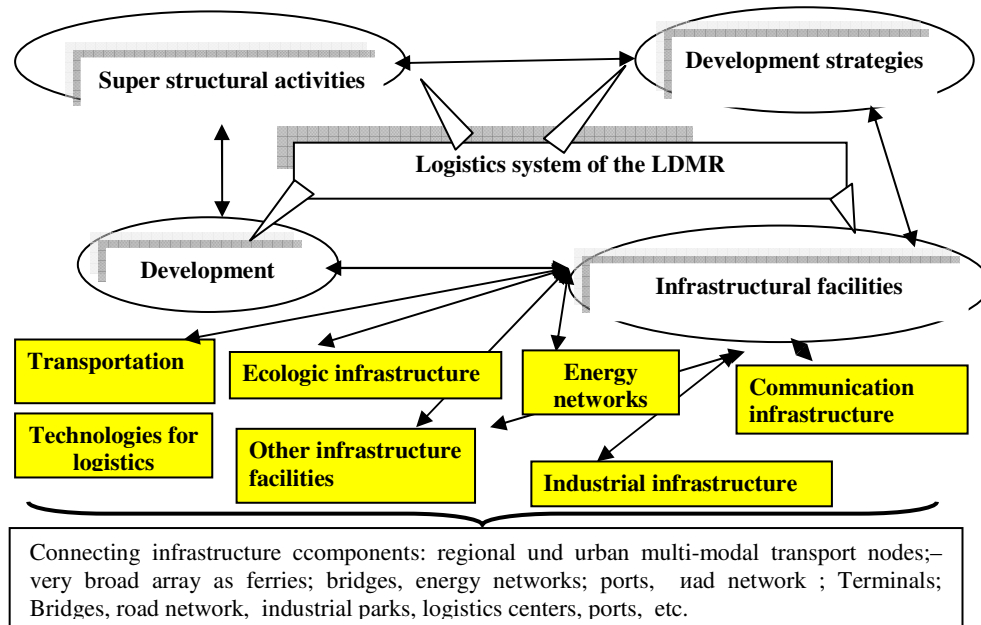 Super structural activities
Development strategies
Logistics system of the LDMR
Development
Infrastructural facilities
Transportation
Ecologic infrastructure
Energy
networks
Communication
infrastructure
Technologies for
logistics
Other infrastructure
facilities
Industrial infrastructure
Connecting infrastructure ccomponents: regional und urban multi-modal transport nodes;–
very broad array as ferries; bridges, energy networks; ports, иad network ; Terminals;
Bridges, road network, industrial parks, logistics centers, ports, etc.